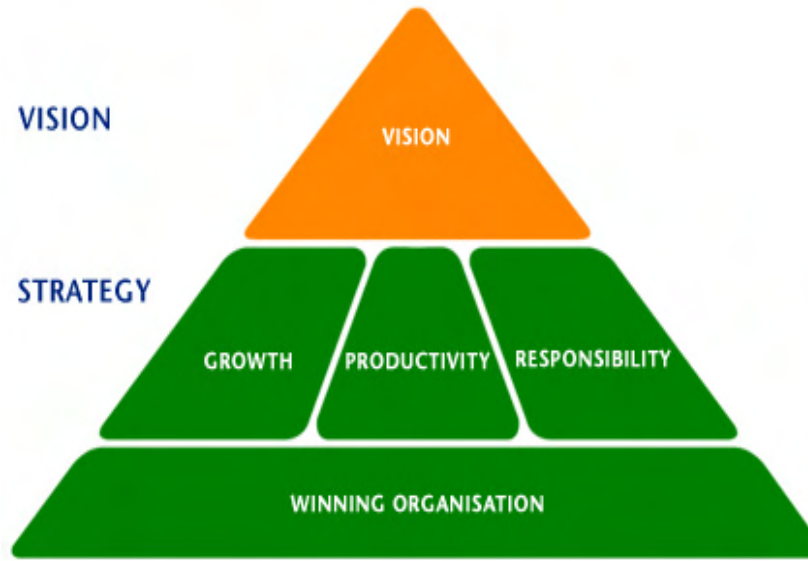 VISION
VISION
STRATEGY
GROWTH
PRODUCTIVITY
RESPONSIBILITY
WINNING ORGANISATION